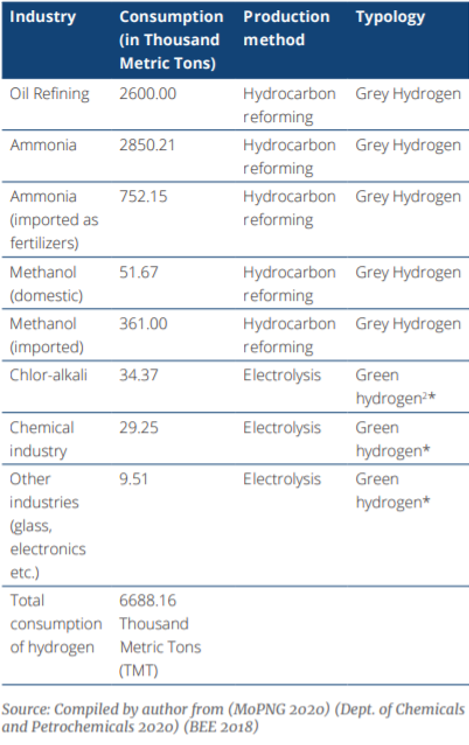 Industry Consumption Production Typology
(in Thousand method
Metric Tons)
Oil Refining 2600.00 Hydrocarbon Grey Hydrogen
reforming
Ammonia 2850.21 Hydrocarbon Grey Hydrogen
reforming
Ammonia 752.15 Hydrocarbon Grey Hydrogen
(imported as reforming
fertilizers)
Methanol 51.67 Hydrocarbon Grey Hydrogen
(domestic) reforming
Methanol 361.00 Hydrocarbon Grey Hydrogen
(imported) reforming
Chlor-alkali 34.37 Electrolysis Green
hydrogen²*
Chemical 29.25 Electrolysis Green
industry hydrogen*
Other 9.51 Electrolysis Green
industries hydrogen*
(glass,
electronics
etc.)
Total 6688.16
consumption Thousand
of hydrogen Metric Tons
(TMT)
Source: Compiled by author from (MoPNG 2020) (Dept. of Chemicals
and Petrochemicals 2020) (BEE 2018)